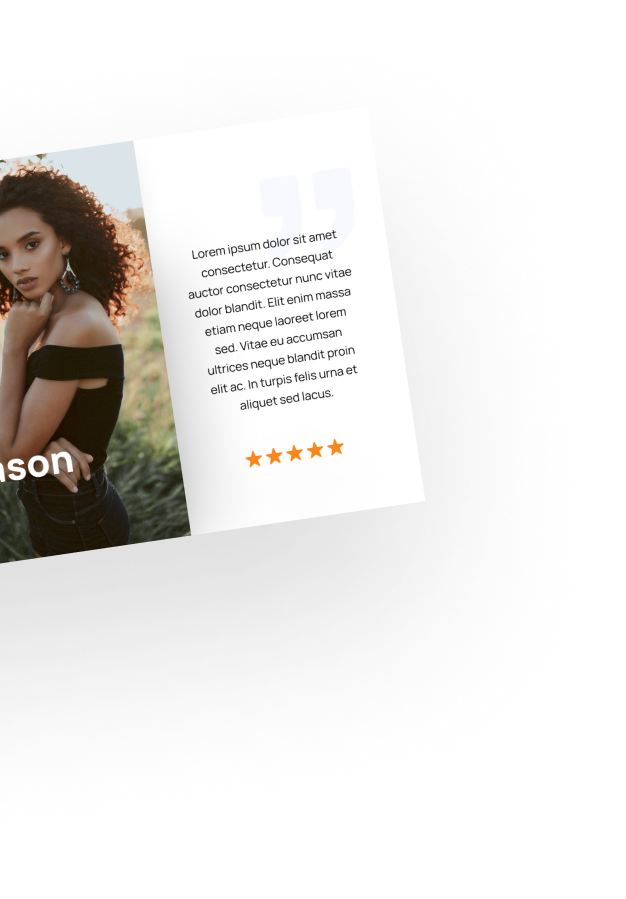 Lorem ipsum dolor sit amet
consectetur. Consequat
auctor consectetur nunc vitae
dolor blandit. Elit enim massa
etiam neque laoreet lorem
sed. Vitae eu accumsan
ultrices neque blandit proin
elit ac. In turpis felis urna et
aliquet sed lacus.